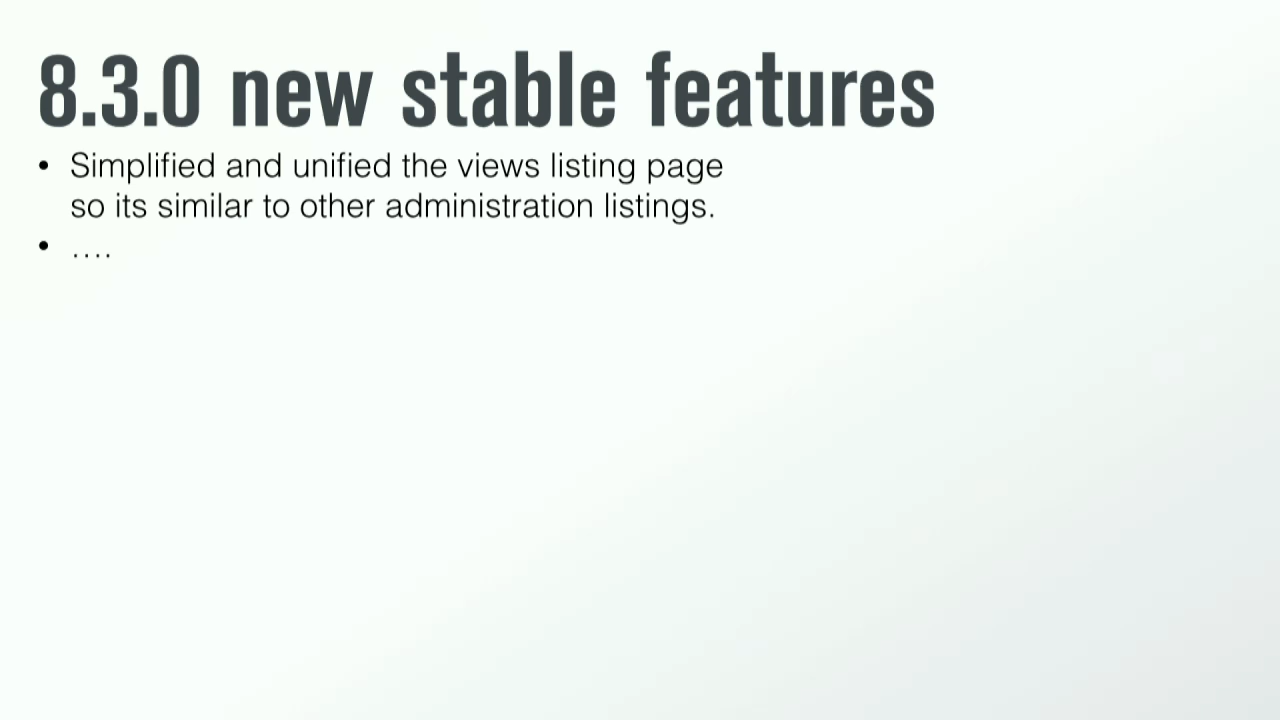 8.3.0 new stable features
• Simplified and unified the views listing page
so its similar to other administration listings.
• ....